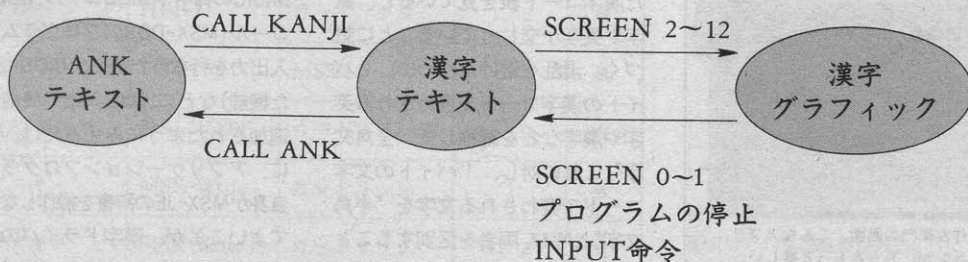 CALL KANJI
SCREEN 2～12
ANK
テキスト
漢字
テキスト
漢字
グラフィック
CALL ANK
SCREEN 0～1
プログラムの停止
INPUT命令